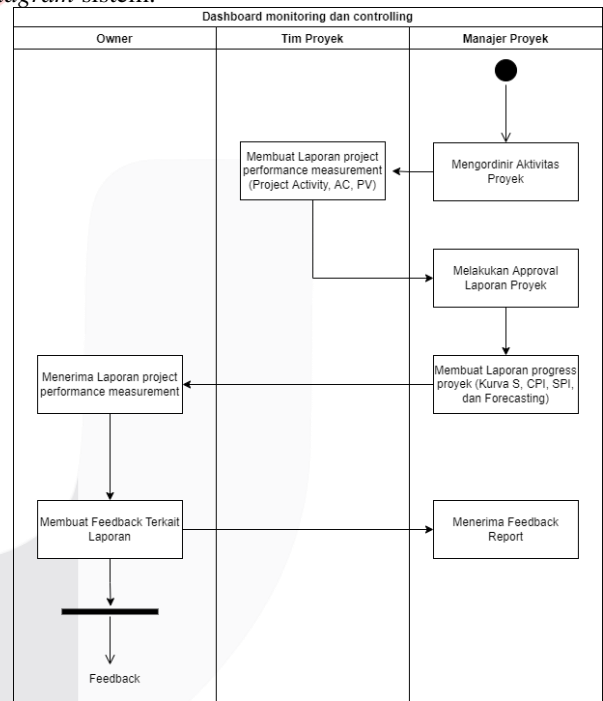 diagram sistem.
Dashboard monitoring dan controlling
Owner
Tim Proyek
Manajer Proyek
Mengordinir Aktivitas
Proyek
Membuat Laporan project
performance measurement
(Project Activity, AC, PV)
Melakukan Approval
Laporan Proyek
Membuat Laporan progress
proyek (Kurva S, CPI, SPI,
dan Forecasting)
Menerima Laporan project
performance measurement
Membuat Feedback Terkait
Laporan
Menerima Feedback
Report
Feedback